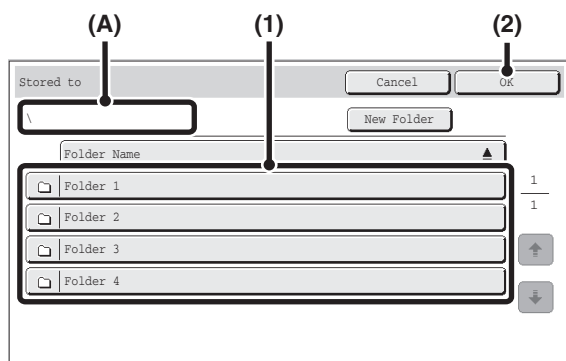 (A) (1) (2)
Stored to Cancel OK
\ New Folder
Folder Name
Folder 1
1
Folder 2
1
Folder 3
Folder 4